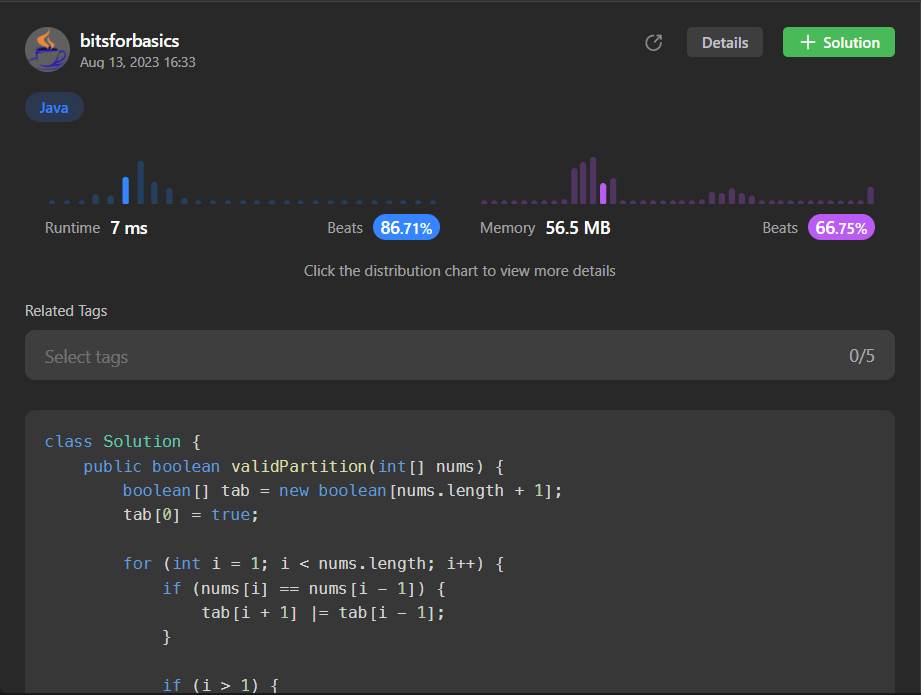 bitsforbasics
Aug 13, 2023 16:33
Details
+ Solution
Java
Runtime 7 ms Beats 86.71%
Memory 56.5 MB Beats 66.75%
Click the distribution chart to view more details
Related Tags
Select tags 0/5
class Solution {
    public boolean validPartition(int[] nums) {
        boolean[] tab = new boolean[nums.length + 1];
        tab[0] = true;

        for (int i = 1; i < nums.length; i++) {
            if (nums[i] == nums[i - 1]) {
                tab[i + 1] |= tab[i - 1];
            }

            if (i > 1) {